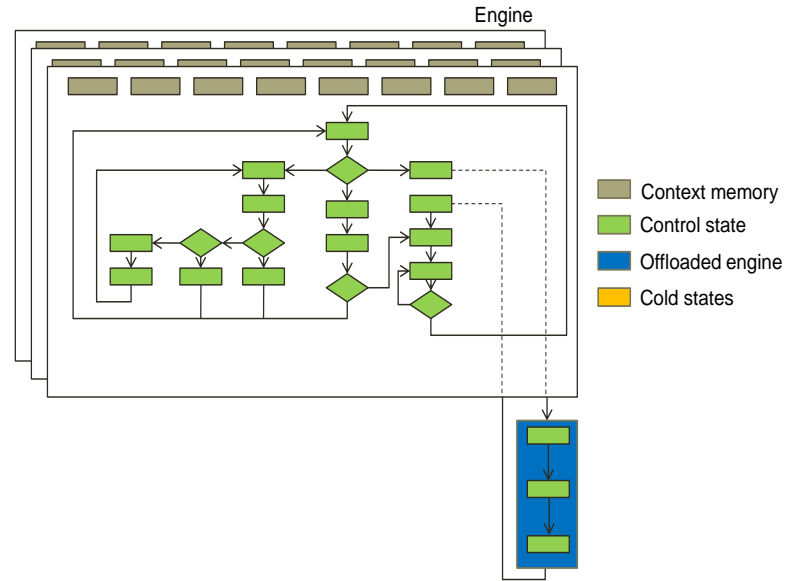 Engine
Context memory
Control state
Offloaded engine
Cold states